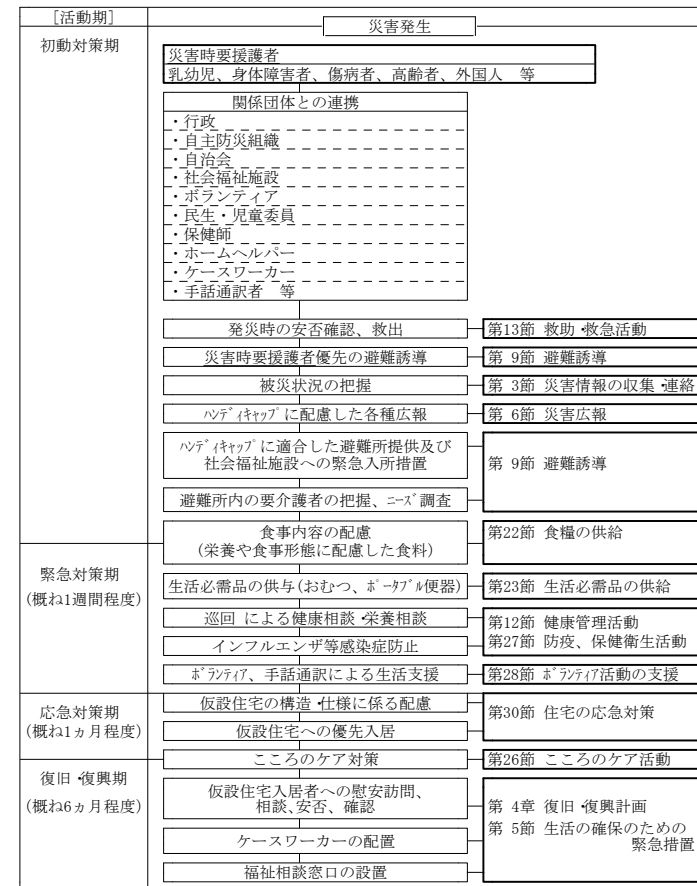 [活動期]
災害発生
初動対策期
災害時要援護者
乳幼児、身体障害者、傷病者、高齢者、外国人　等
関係団体との連携
・行政
・自主防災組織
・自治会
・社会福祉施設
・ボランティア
・民生・児童委員
・保健師
・ホームヘルパー
・ケースワーカー
・手話通訳者　等
発災時の安否確認、救出
第13節 救助・救急活動
災害時要援護者優先の避難誘導
第 9節 避難誘導
被災状況の把握
第 3節 災害情報の収集・連絡
ﾊﾝﾃﾞｨｷｬｯﾌﾟに配慮した各種広報
第 6節 災害広報
ﾊﾝﾃﾞｨｷｬｯﾌﾟに適合した避難所提供及び
社会福祉施設への緊急入所措置
第 9節 避難誘導
避難所内の要介護者の把握、ﾆｰｽﾞ調査
食事内容の配慮
(栄養や食事形態に配慮した食料)
第22節 食糧の供給
緊急対策期
(概ね1週間程度)
生活必需品の供与(おむつ、ﾎﾟｰﾀﾌﾞﾙ便器)
第23節 生活必需品の供給
巡回 による健康相談・栄養相談
第12節 健康管理活動
インフルエンザ等感染症防止
第27節 防疫、保健衛生活動
ﾎﾞﾗﾝﾃｨｱ、手話通訳による生活支援
第28節 ﾎﾞﾗﾝﾃｨｱ活動の支援
応急対策期
(概ね1ヵ月程度)
仮設住宅の構造・仕様に係る配慮
第30節 住宅の応急対策
仮設住宅への優先入居
こころのケア対策
第26節 こころのケア活動
復旧・復興期
(概ね6ヵ月程度)
仮設住宅入居者への慰安訪問、
相談、安否、確認
第 4章 復旧・復興計画
第 5節 生活の確保のための
緊急措置
ケースワーカーの配置
福祉相談窓口の設置